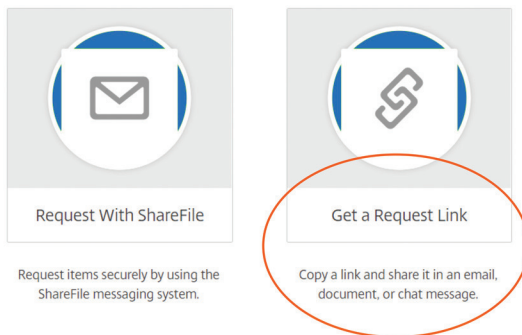 Request With ShareFile
Get a Request Link
Request items securely by using the
ShareFile messaging system.
Copy a link and share it in an email,
document, or chat message.